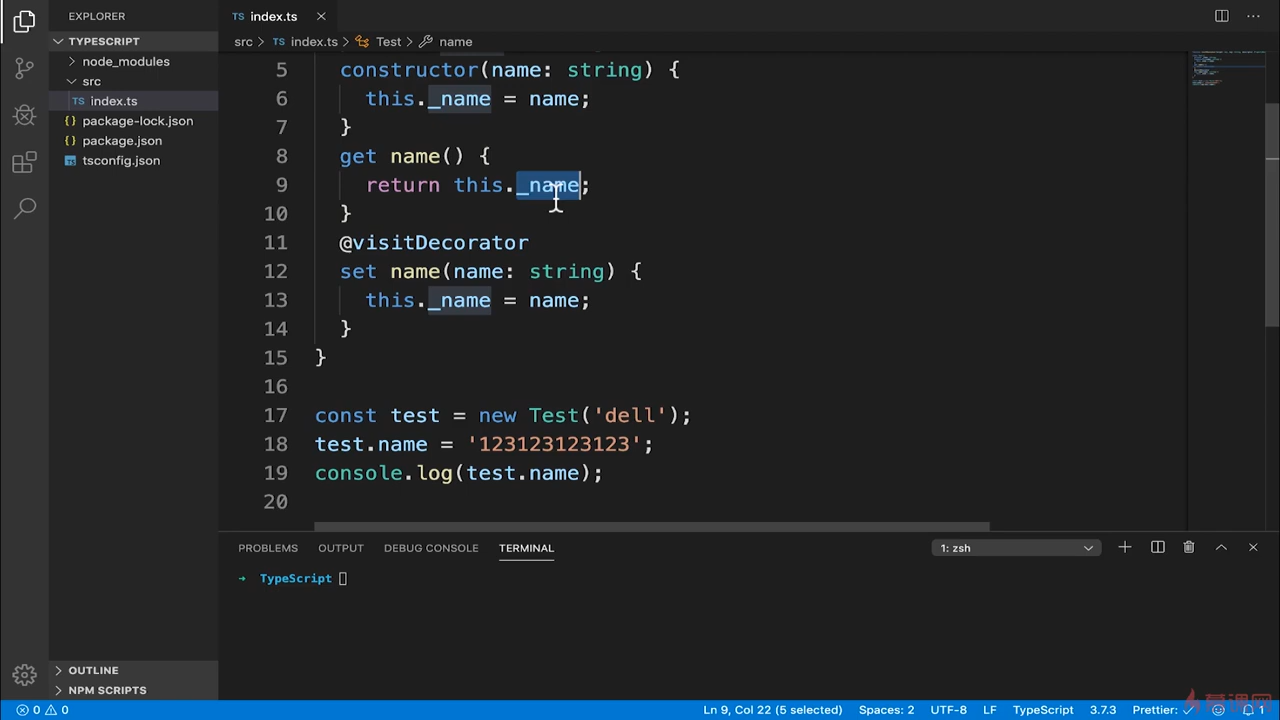 EXPLORER
TS index.ts
TYPESCRIPT
src > index.ts > Test > name
node_modules
src
TS index.ts
{} package-lock.json
{} package.json
tsconfig.json
5 constructor(name: string) {
6 this._name = name;
7 }
8 get name() {
9 return this._name;
10 }
11 @visitDecorator
12 set name(name: string) {
13 this._name = name;
14 }
15 }
16
17 const test = new Test('dell');
18 test.name = '123123123123';
19 console.log(test.name);
20
PROBLEMS OUTPUT DEBUG CONSOLE TERMINAL 1: zsh
→ TypeScript
OUTLINE
NPM SCRIPTS
慕课网
0 0 Ln 9, Col 22 (5 selected) Spaces: 2 UTF-8 LF TypeScript 3.7.3 Prettier: ✓ 1